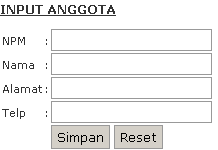 INPUT ANGGOTA
NPM :
Nama :
Alamat :
Telp :
Simpan Reset